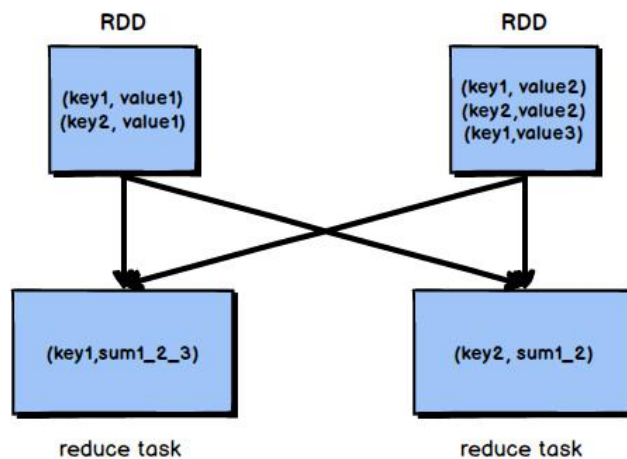 RDD
RDD
(key1, value1)
(key2, value1)
(key1, value2)
(key2,value2)
(key1,value3)
(key1,sum1_2_3)
(key2, sum1_2)
reduce task
reduce task